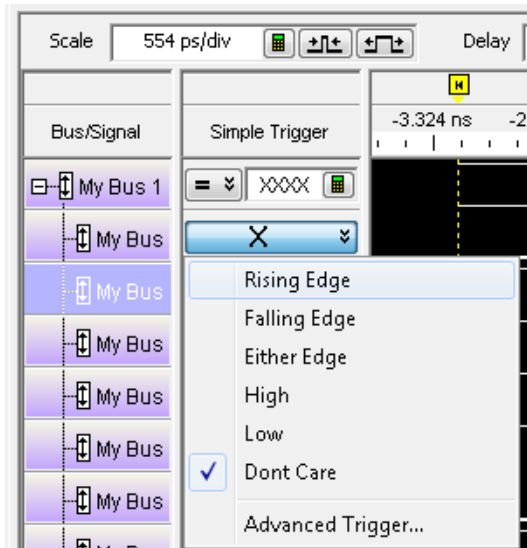 Scale 554 ps/div Delay
-3.324 ns -2
Bus/Signal Simple Trigger
My Bus 1 = XXXX
My Bus X
My Bus Rising Edge
Falling Edge
My Bus Either Edge
My Bus High
Low
My Bus Dont Care
My Bus Advanced Trigger...